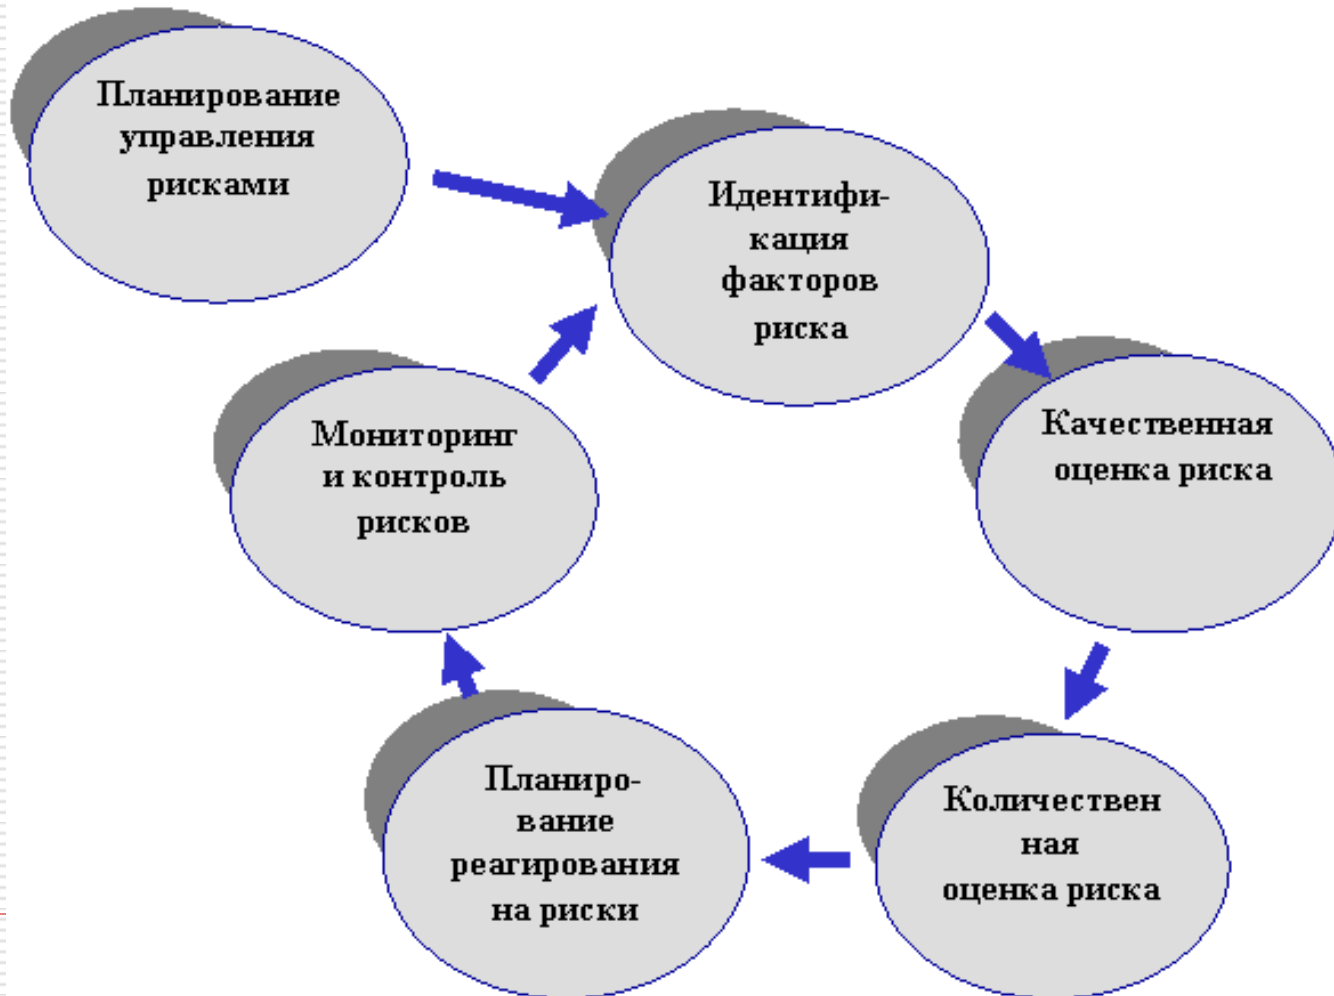 Планирование
управления
рисками
Идентифи-
кация
факторов
риска
Качественная
оценка риска
Количествен
ная
оценка риска
Планиро-
вание
реагирования
на риски
Мониторинг
и контроль
рисков